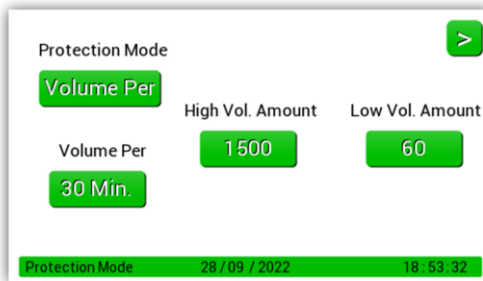 >
Protection Mode
Volume Per
High Vol. Amount
1500
Low Vol. Amount
60
Volume Per
30 Min.
Protection Mode 28/09/2022 18:53:32